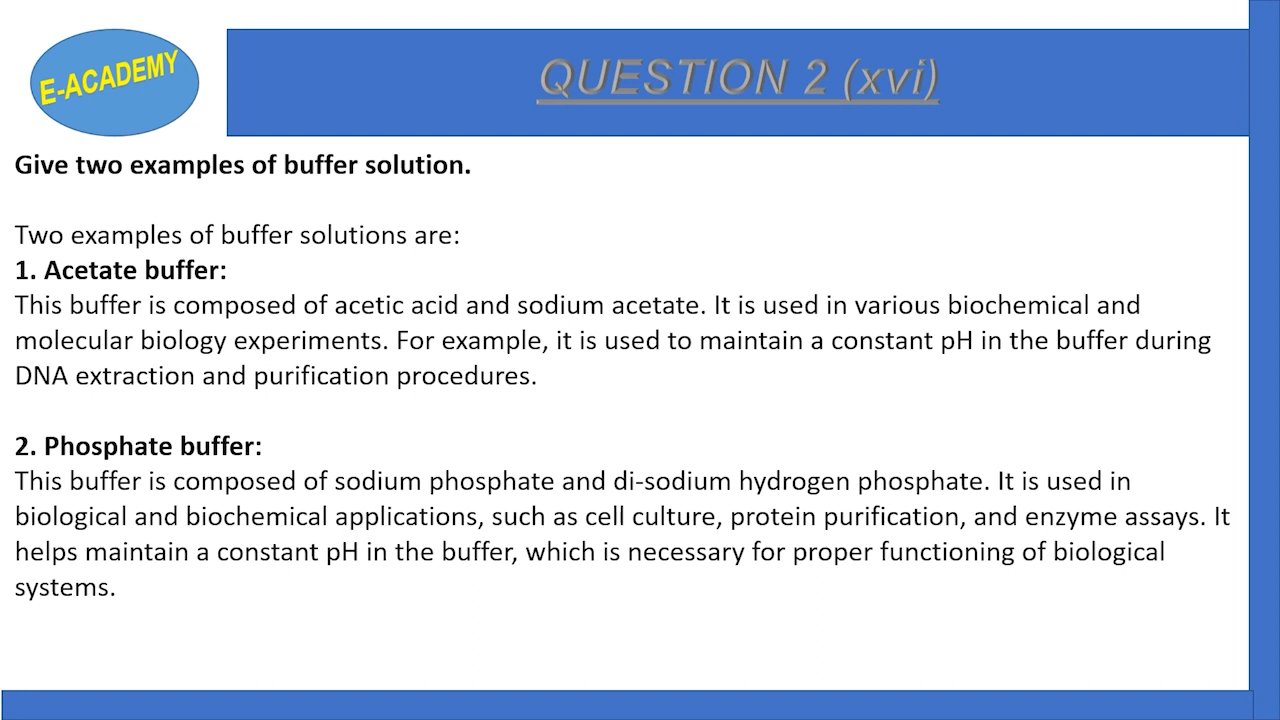 E-ACADEMY
QUESTION 2 (xvi)
Give two examples of buffer solution.
Two examples of buffer solutions are:
1. Acetate buffer:
This buffer is composed of acetic acid and sodium acetate. It is used in various biochemical and
molecular biology experiments. For example, it is used to maintain a constant pH in the buffer during
DNA extraction and purification procedures.
2. Phosphate buffer:
This buffer is composed of sodium phosphate and di-sodium hydrogen phosphate. It is used in
biological and biochemical applications, such as cell culture, protein purification, and enzyme assays. It
helps maintain a constant pH in the buffer, which is necessary for proper functioning of biological
systems.